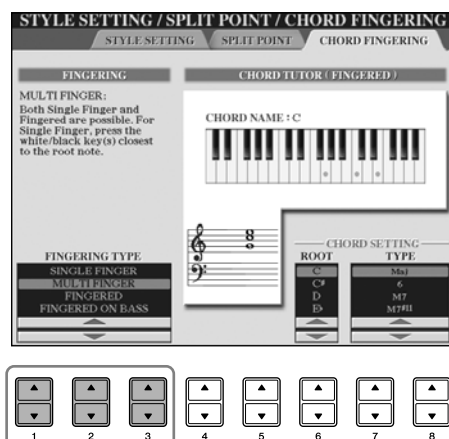 STYLE SETTING / SPLIT POINT / CHORD FINGERING
STYLE SETTING
SPLIT POINT
CHORD FINGERING
FINGERING
MULTI FINGER:
Both Single Finger and
Fingered are possible. For
Single Finger, press the
white/black key(s) closest
to the root note.
CHORD TUTOR ( FINGERED )
CHORD NAME : C
FINGERING TYPE
SINGLE FINGER
MULTI FINGER
FINGERED
FINGERED ON BASS
CHORD SETTING
ROOT
C
C#
D
E♭
TYPE
Maj
6
M7
M7#11
1 2 3 4 5 6 7 8